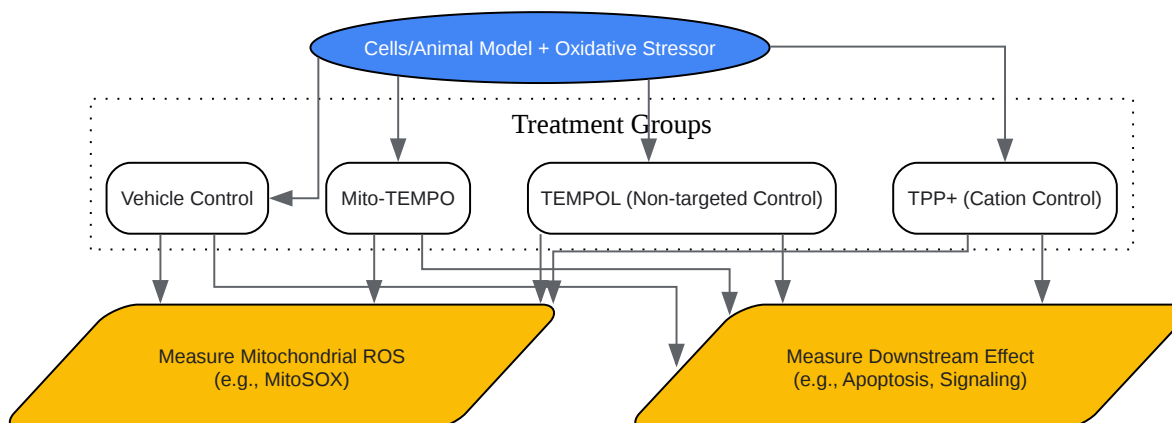 Cells/Animal Model + Oxidative Stressor
Treatment Groups
Vehicle Control
Mito-TEMPO
TEMPOL (Non-targeted Control)
TPP+ (Cation Control)
Measure Mitochondrial ROS
(e.g., MitoSOX)
Measure Downstream Effect
(e.g., Apoptosis, Signaling)